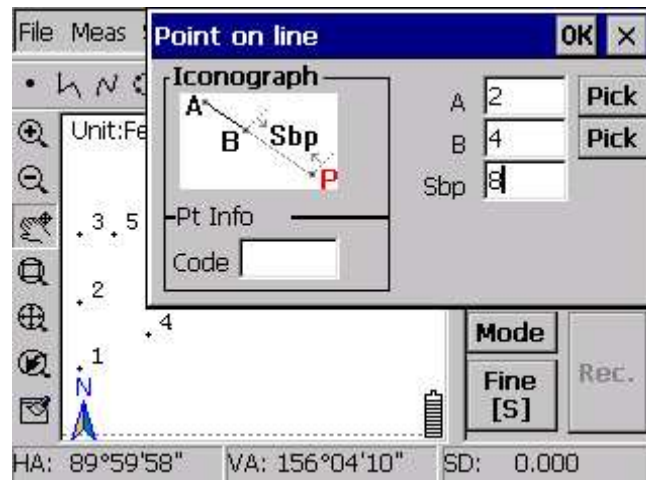 File Meas
Point on line OK ×
Iconograph
A B Sbp P
A 2 Pick
B 4 Pick
Sbp 8
Pt Info
Code
Unit:Fe
3 5
2
4
1
N
Mode
Fine [S]
Rec.
HA: 89°59'58" VA: 156°04'10" SD: 0.000